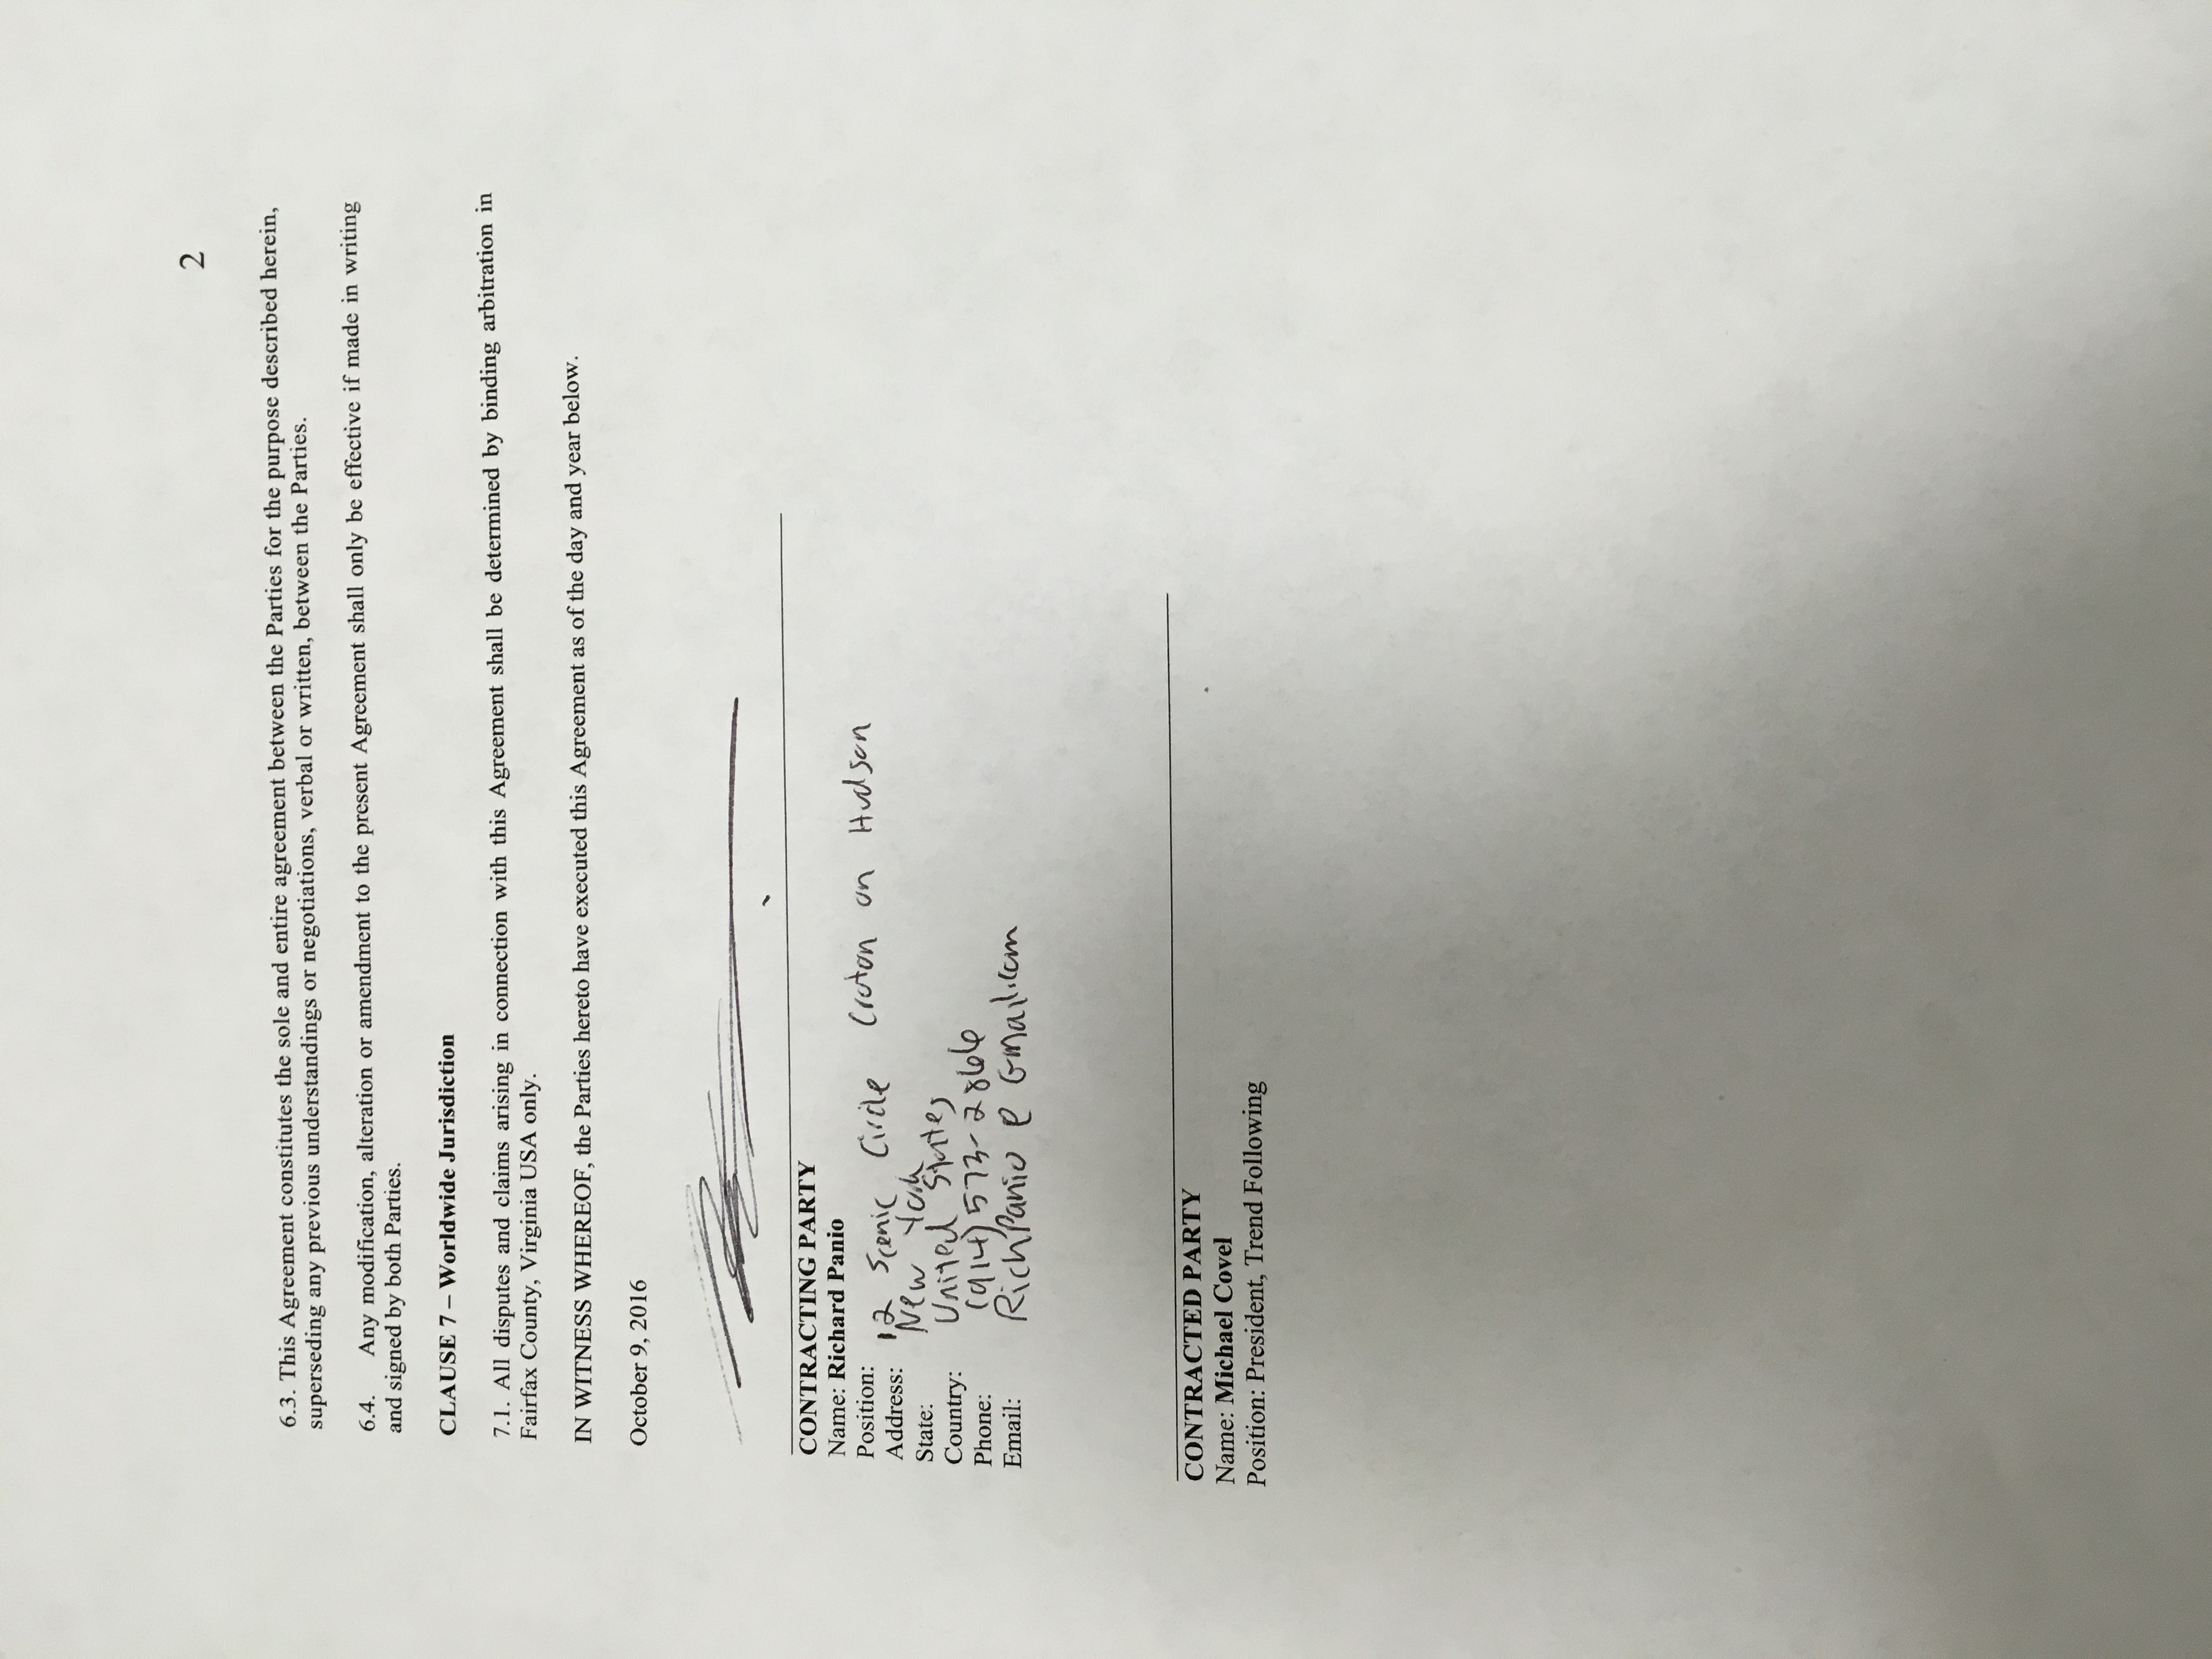 2
6.3. This Agreement constitutes the sole and entire agreement between the Parties for the purpose described herein,
superseding any previous understandings or negotiations, verbal or written, between the Parties.
6.4. Any modification, alteration or amendment to the present Agreement shall only be effective if made in writing
and signed by both Parties.
CLAUSE 7 – Worldwide Jurisdiction
7.1. All disputes and claims arising in connection with this Agreement shall be determined by binding arbitration in
Fairfax County, Virginia USA only.
IN WITNESS WHEREOF, the Parties hereto have executed this Agreement as of the day and year below.
October 9, 2016
CONTRACTING PARTY
Name: Richard Panio
Position:
Address: 12 Scenic Circle Croton on Hudson
State: New York
Country: United States
Phone: (914) 573-2866
Email: RichPanio @ Gmail.com
CONTRACTED PARTY
Name: Michael Covel
Position: President, Trend Following